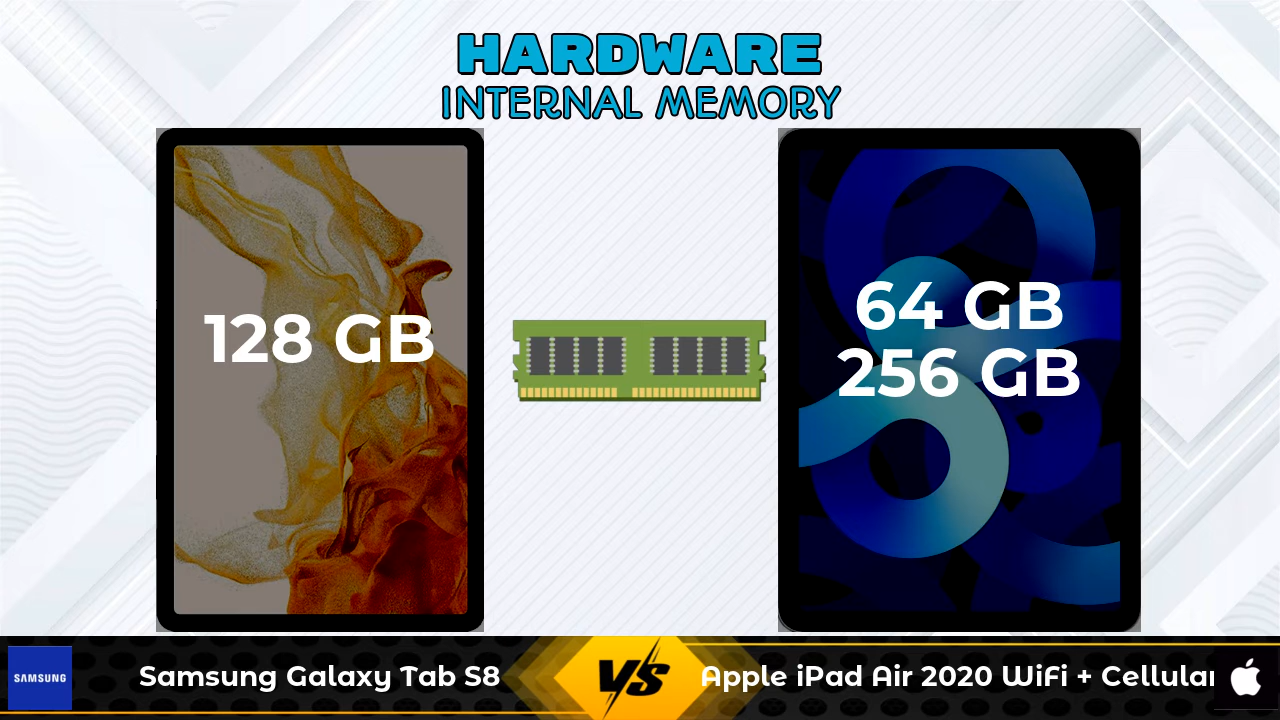 HARDWARE
INTERNAL MEMORY
128 GB
64 GB
256 GB
SAMSUNG
Samsung Galaxy Tab S8
VS
Apple iPad Air 2020 WiFi + Cellular